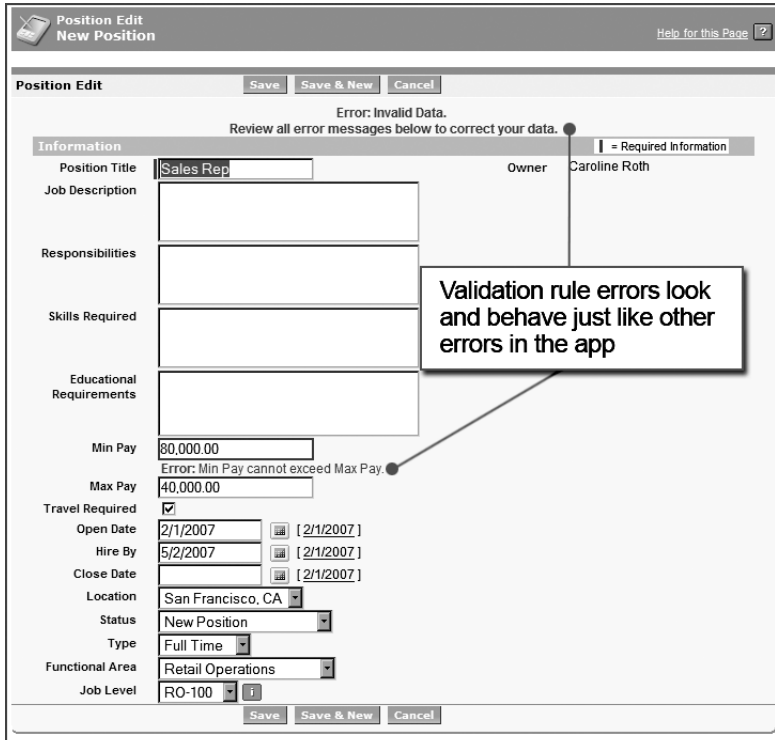 Position Edit
New Position
Help for this Page ?
Position Edit
Save Save & New Cancel
Error: Invalid Data.
Review all error messages below to correct your data.
Information
= Required Information
Position Title Sales Rep Owner Caroline Roth
Job Description
Responsibilities
Skills Required
Educational
Requirements
Validation rule errors look
and behave just like other
errors in the app
Min Pay 80,000.00
Error: Min Pay cannot exceed Max Pay.
Max Pay 40,000.00
Travel Required
Open Date 2/1/2007 [ 2/1/2007 ]
Hire By 5/2/2007 [ 2/1/2007 ]
Close Date [ 2/1/2007 ]
Location San Francisco, CA
Status New Position
Type Full Time
Functional Area Retail Operations
Job Level RO-100 i
Save Save & New Cancel